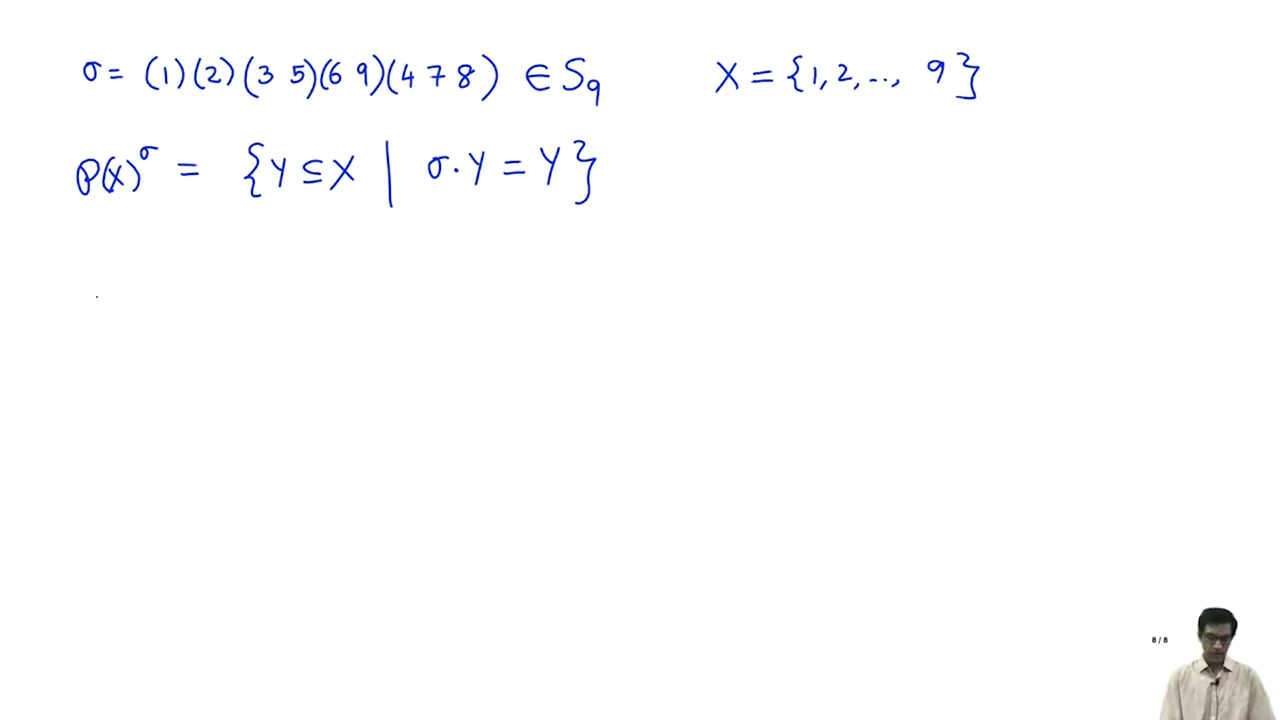 σ = (1)(2)(3 5)(6 9)(4 7 8) ∈ S₉ X = {1, 2, .., 9}
P(X)^σ = {Y ⊆ X | σ·Y = Y}
8 / 8